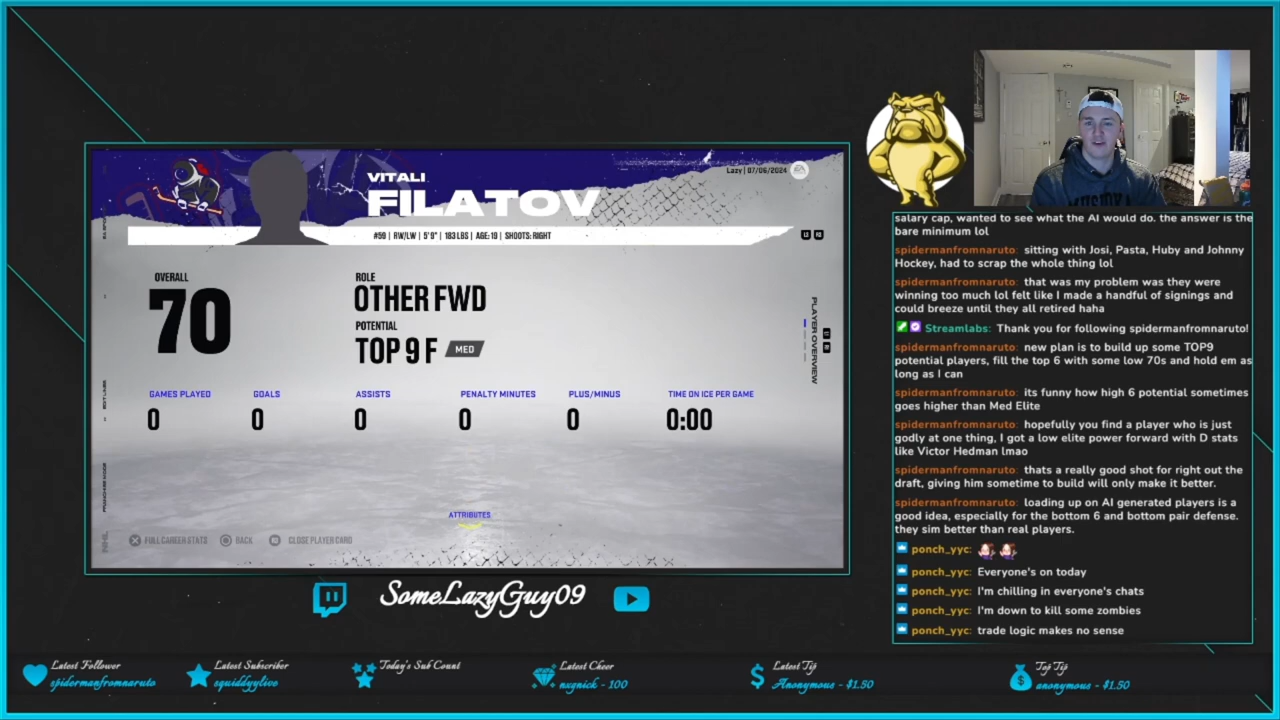 VITALI
FILATOV
Lazy | 07/06/2024
EA
#59 | RW/LW | 5'9" | 183 LBS | AGE: 19 | SHOOTS: RIGHT
OVERALL
70
ROLE
OTHER FWD
POTENTIAL
TOP 9 F MED
GAMES PLAYED GOALS ASSISTS PENALTY MINUTES PLUS/MINUS TIME ON ICE PER GAME
0 0 0 0 0 0:00
PLAYER OVERVIEW
ATTRIBUTES
FULL CAREER STATS BACK CLOSE PLAYER CARD
FRANCHISE MODE
NHL
salary cap, wanted to see what the AI would do. the answer is the
bare minimum lol
spidermanfromnaruto: sitting with Josi, Pasta, Huby and Johnny
Hockey, had to scrap the whole thing lol
spidermanfromnaruto: that was my problem was they were
winning too much lol felt like I made a handful of signings and
could breeze until they all retired haha
Streamlabs: Thank you for following spidermanfromnaruto!
spidermanfromnaruto: new plan is to build up some TOP9
potential players, fill the top 6 with some low 70s and hold em as
long as I can
spidermanfromnaruto: its funny how high 6 potential sometimes
goes higher than Med Elite
spidermanfromnaruto: hopefully you find a player who is just
godly at one thing, I got a low elite power forward with D stats
like Victor Hedman lmao
spidermanfromnaruto: thats a really good shot for right out the
draft, giving him sometime to build will only make it better.
spidermanfromnaruto: loading up on AI generated players is a
good idea, especially for the bottom 6 and bottom pair defense.
they sim better than real players.
ponch_yyc:
ponch_yyc: Everyone's on today
ponch_yyc: I'm chilling in everyone's chats
ponch_yyc: I'm down to kill some zombies
ponch_yyc: trade logic makes no sense
SomeLazyGuy09
Latest Follower
spidermanfromnaruto
Latest Subscriber
squiddyylive
Today's Sub Count
Latest Cheer
nxgnick - 100
Latest Tip
Anonymous - $1.50
Top Tip
anonymous - $1.50